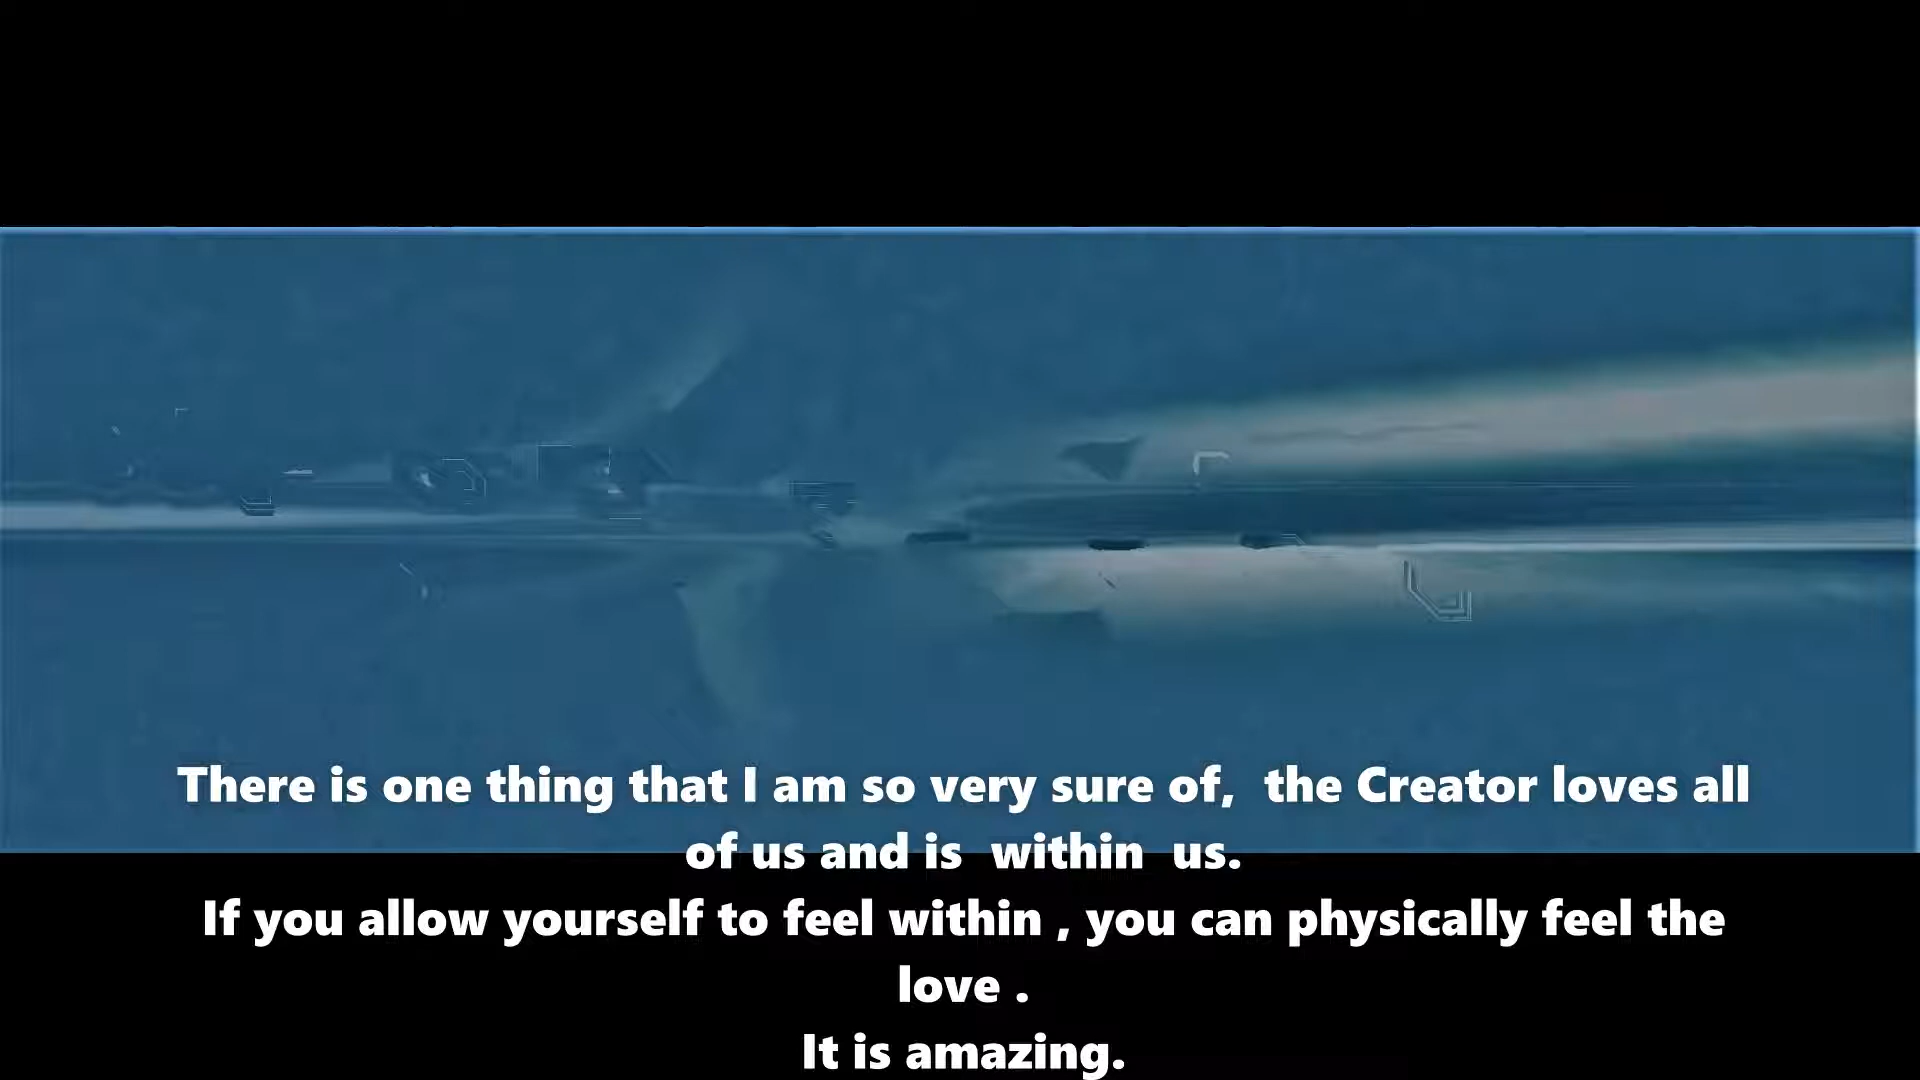 There is one thing that I am so very sure of,  the Creator loves all
of us and is  within  us.
If you allow yourself to feel within , you can physically feel the
love .
It is amazing.